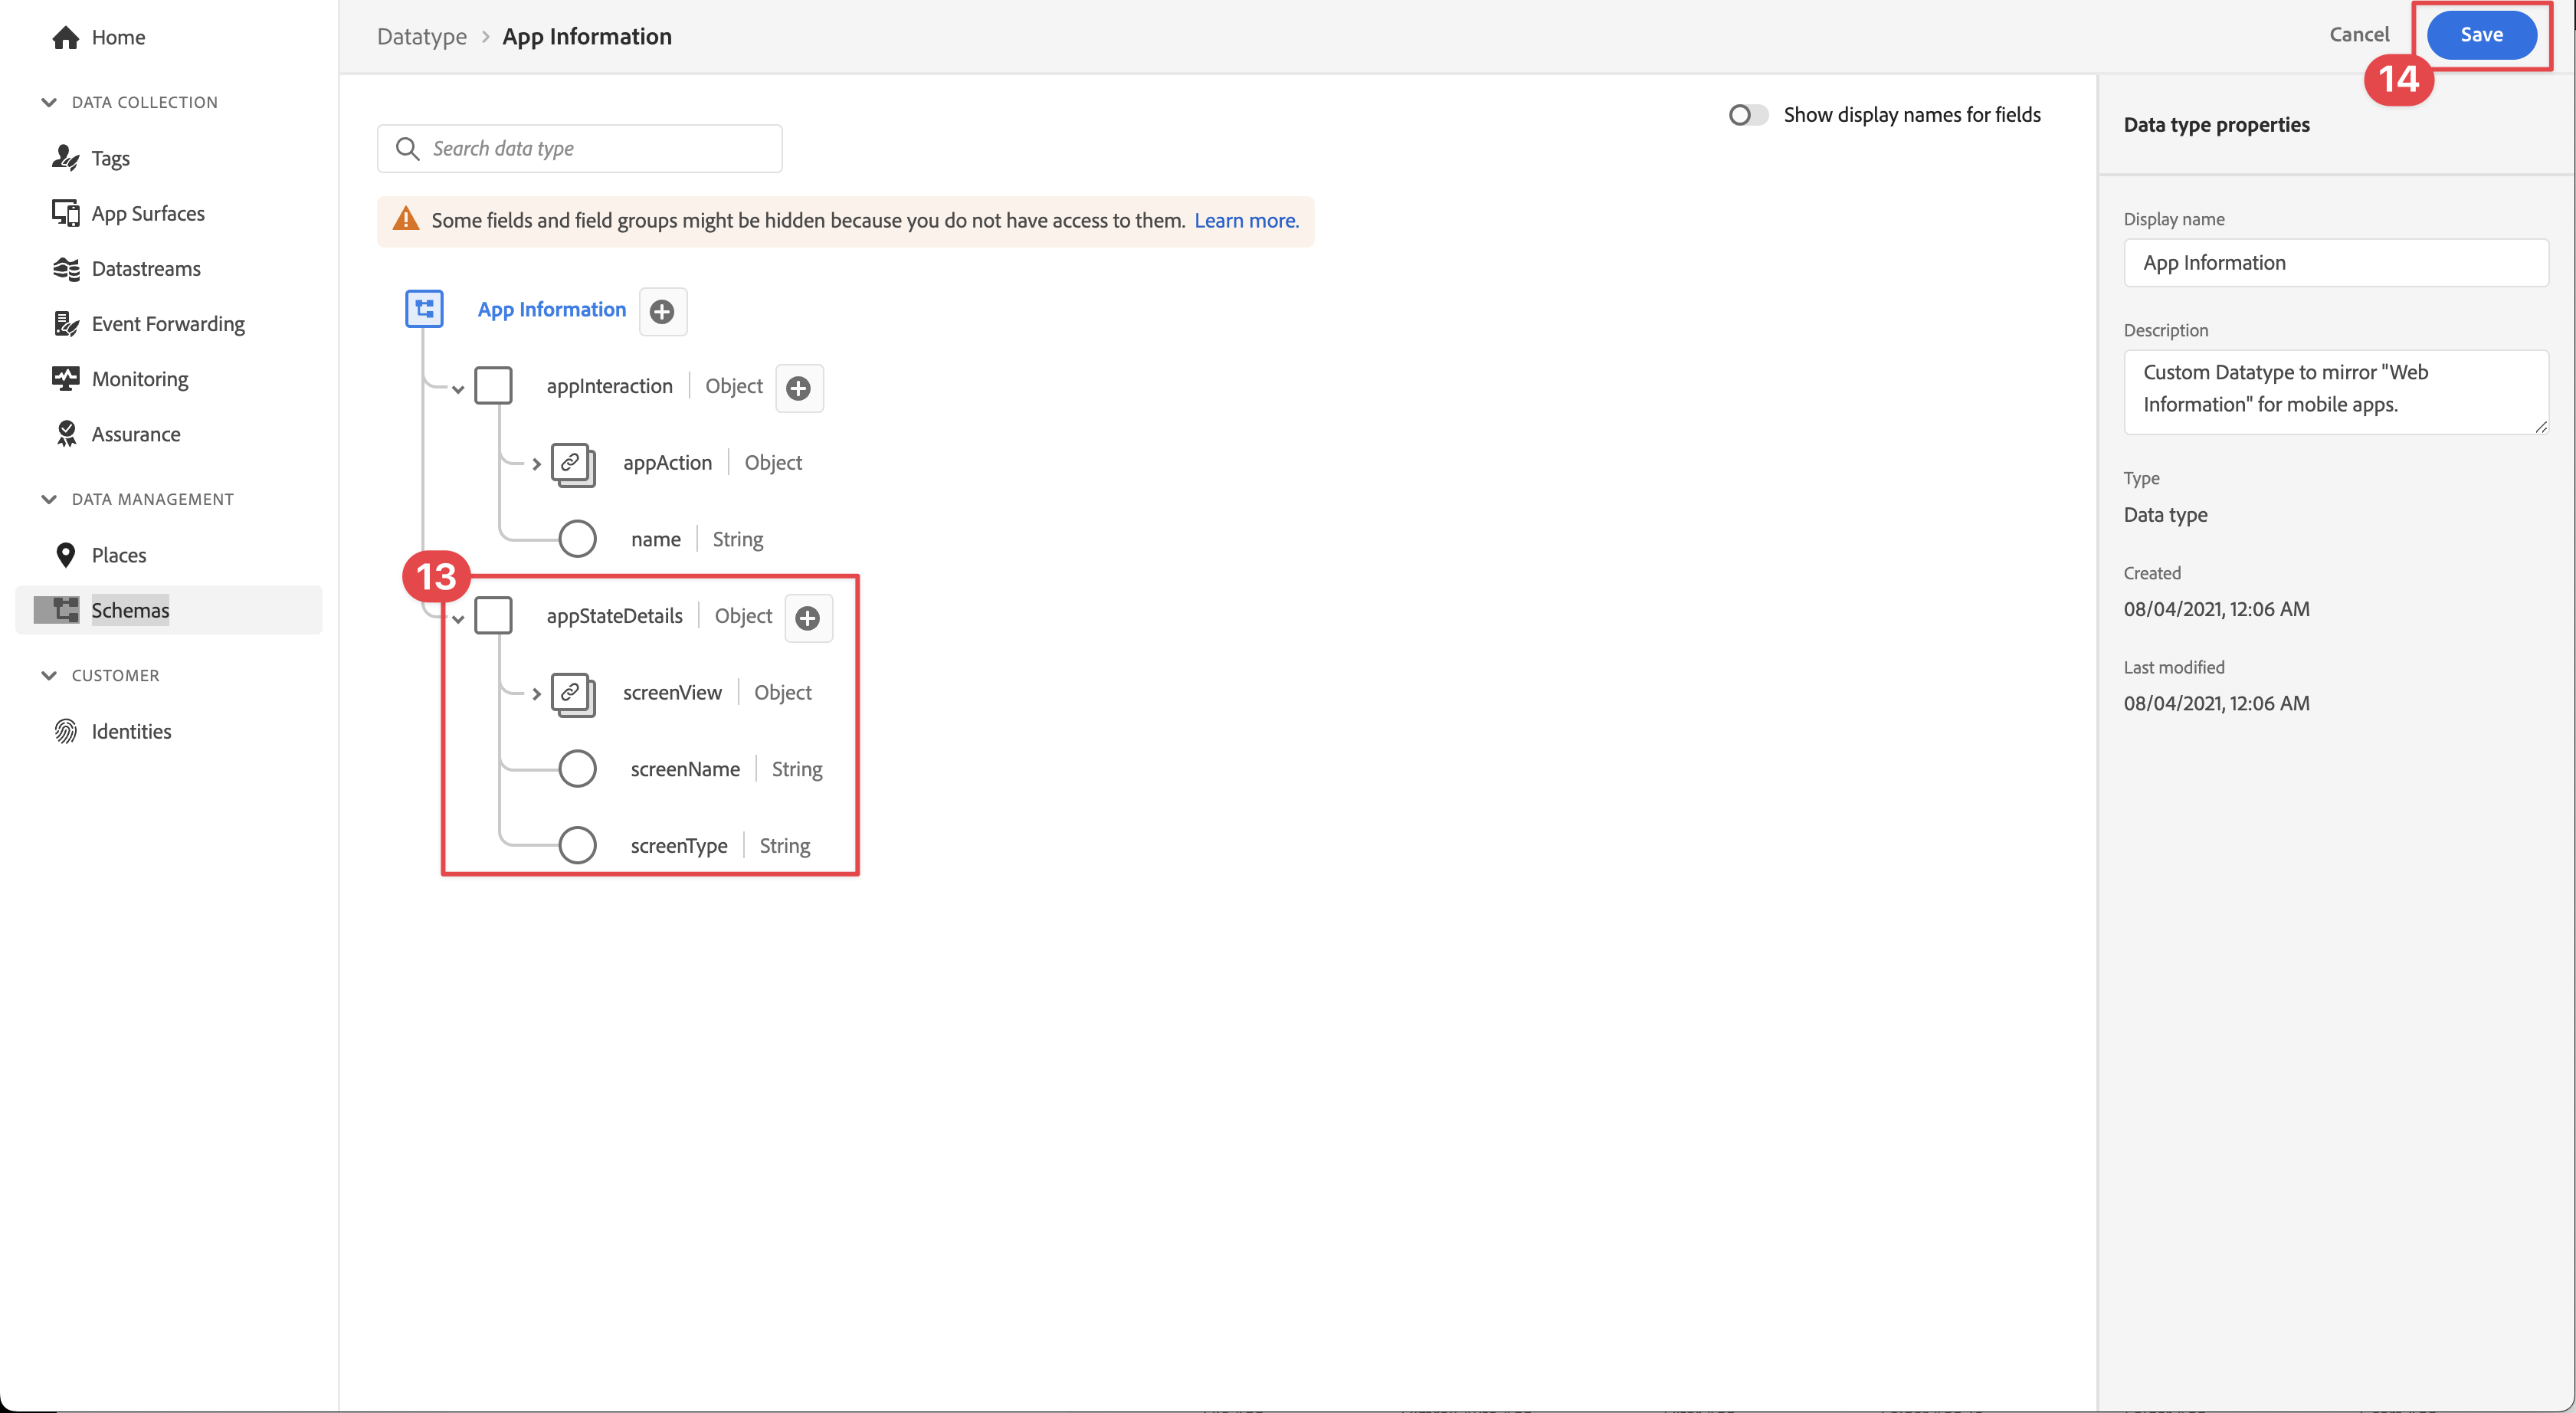 Home
DATA COLLECTION
Tags
App Surfaces
Datastreams
Event Forwarding
Monitoring
Assurance
DATA MANAGEMENT
Places
Schemas
CUSTOMER
Identities
Datatype > App Information
Cancel
Save
14
Search data type
Show display names for fields
Some fields and field groups might be hidden because you do not have access to them. Learn more.
App Information
appInteraction | Object
appAction | Object
name | String
13
appStateDetails | Object
screenView | Object
screenName | String
screenType | String
Data type properties
Display name
App Information
Description
Custom Datatype to mirror "Web
Information" for mobile apps.
Type
Data type
Created
08/04/2021, 12:06 AM
Last modified
08/04/2021, 12:06 AM